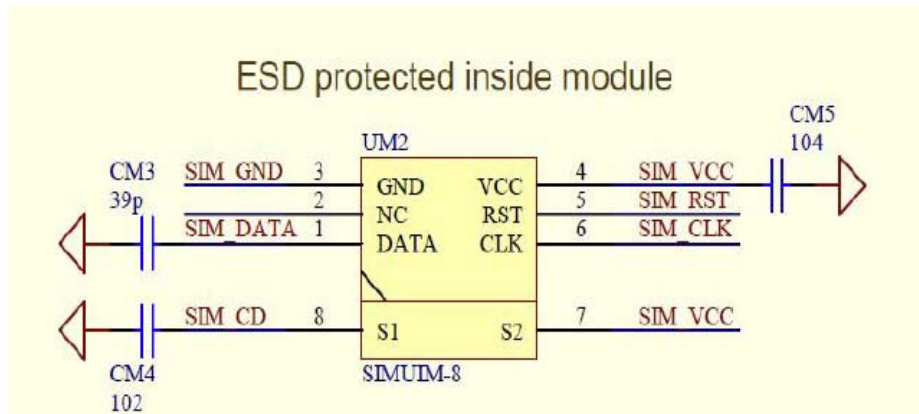 ESD protected inside module
CM5
104
UM2
CM3
39p
SIM_GND 3
GND VCC
4 SIM_VCC
2
NC RST
5 SIM_RST
SIM_DATA 1
DATA CLK
6 SIM_CLK
SIM_CD 8
S1 S2
7 SIM_VCC
CM4
102
SIMUIM-8